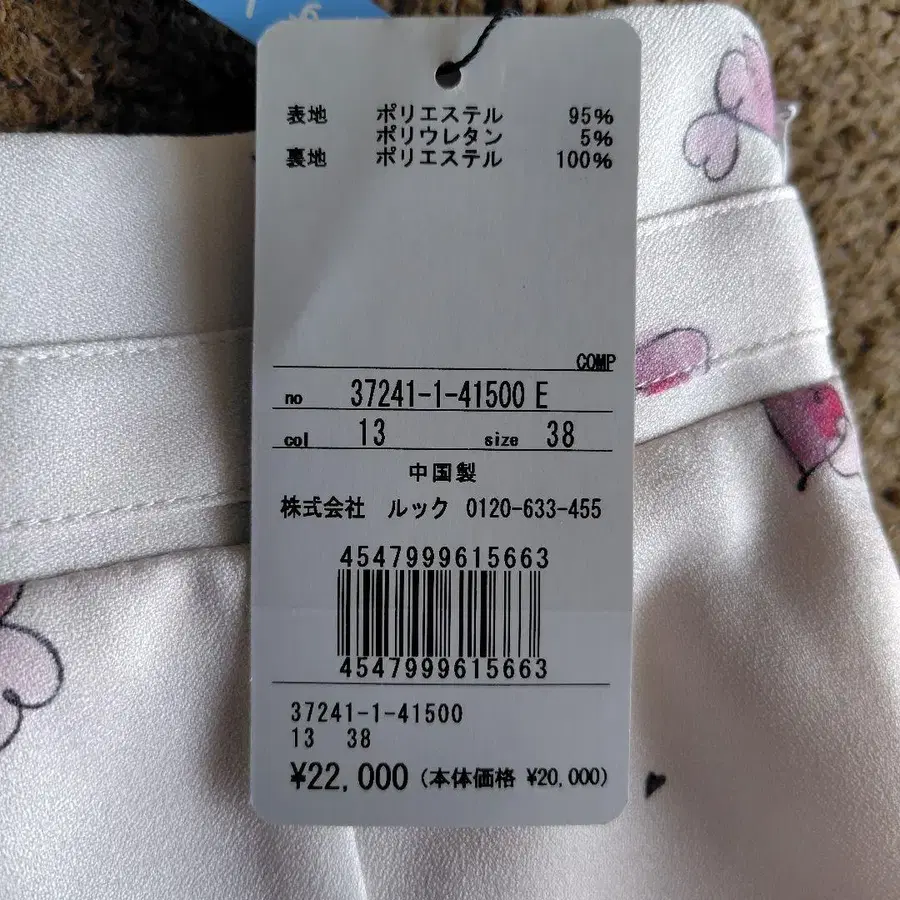 表地 ポリエステル 95%
ポリウレタン 5%
裏地 ポリエステル 100%
COMP
no 37241-1-41500 E
col 13 size 38
中国製
株式会社 ルック 0120-633-455
4547999615663
4547999615663
37241-1-41500
13 38
¥22,000 (本体価格 ¥20,000)